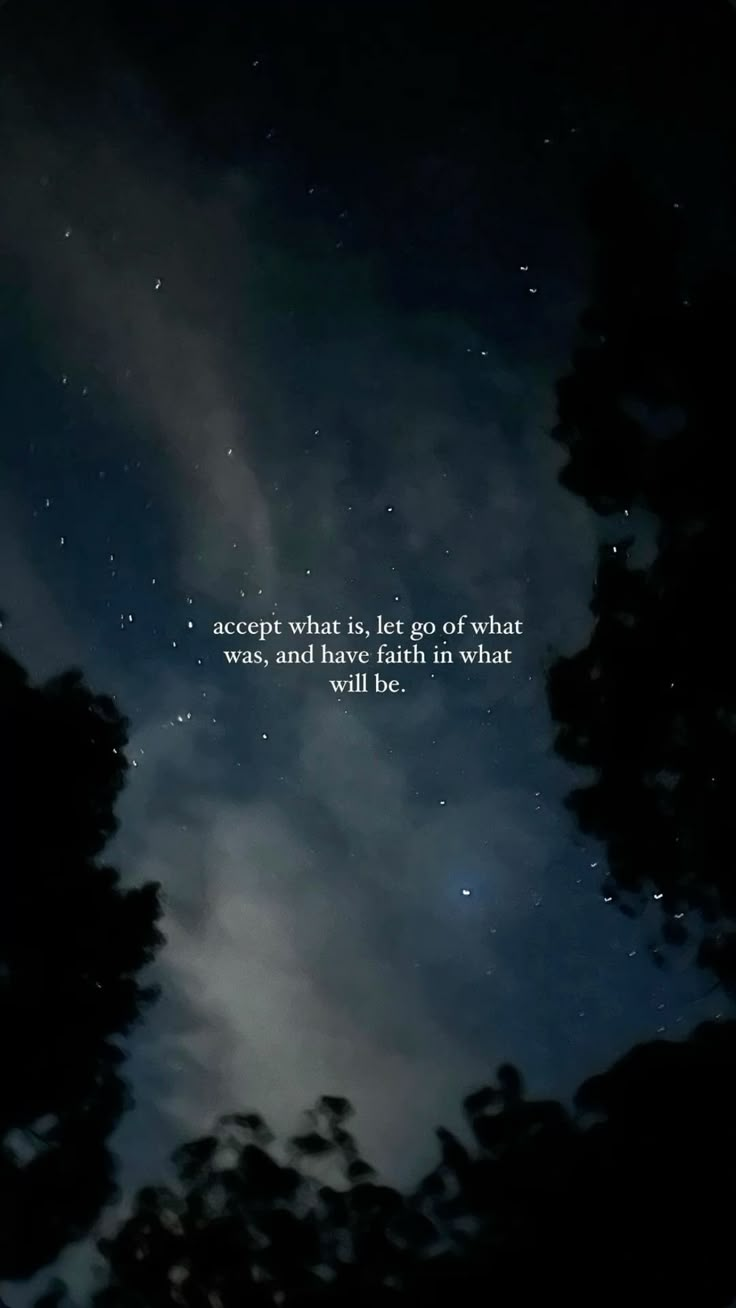 accept what is, let go of what
was, and have faith in what
will be.